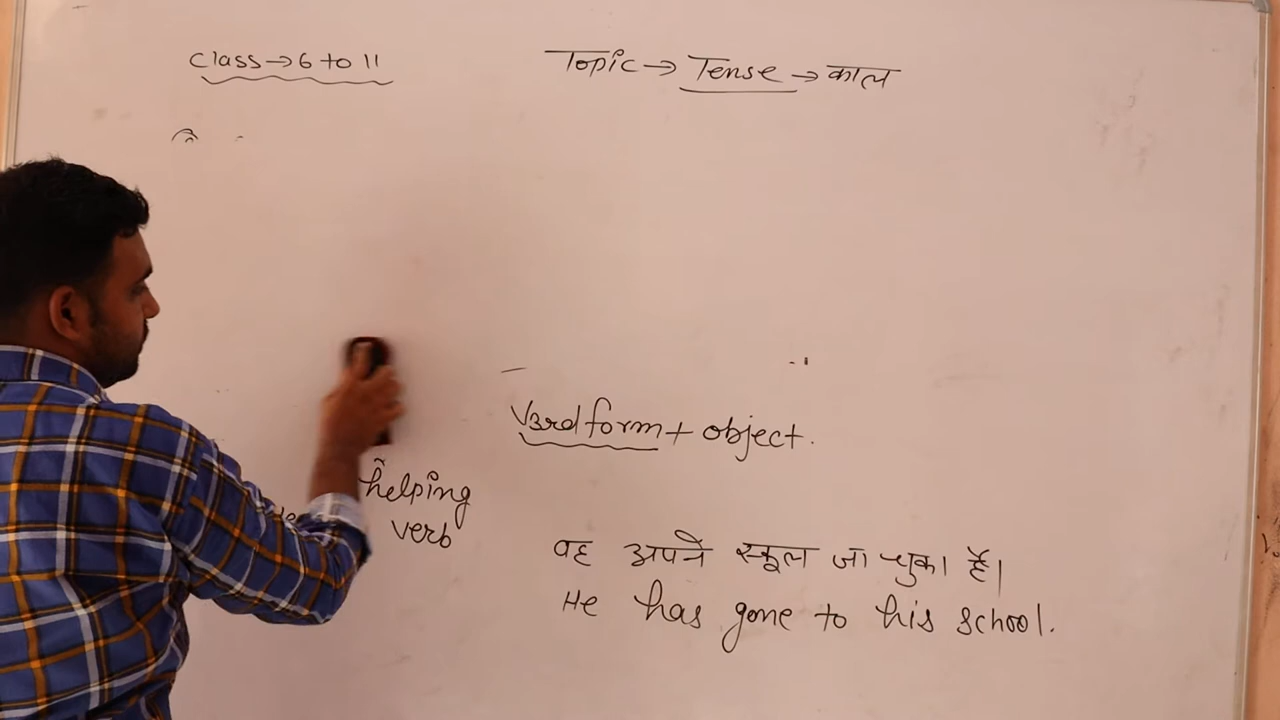 Class → 6 to 11
Topic → Tense → काल
V3rd form + object.
helping
verb
वह अपने स्कूल जा चुका है।
He has gone to his school.